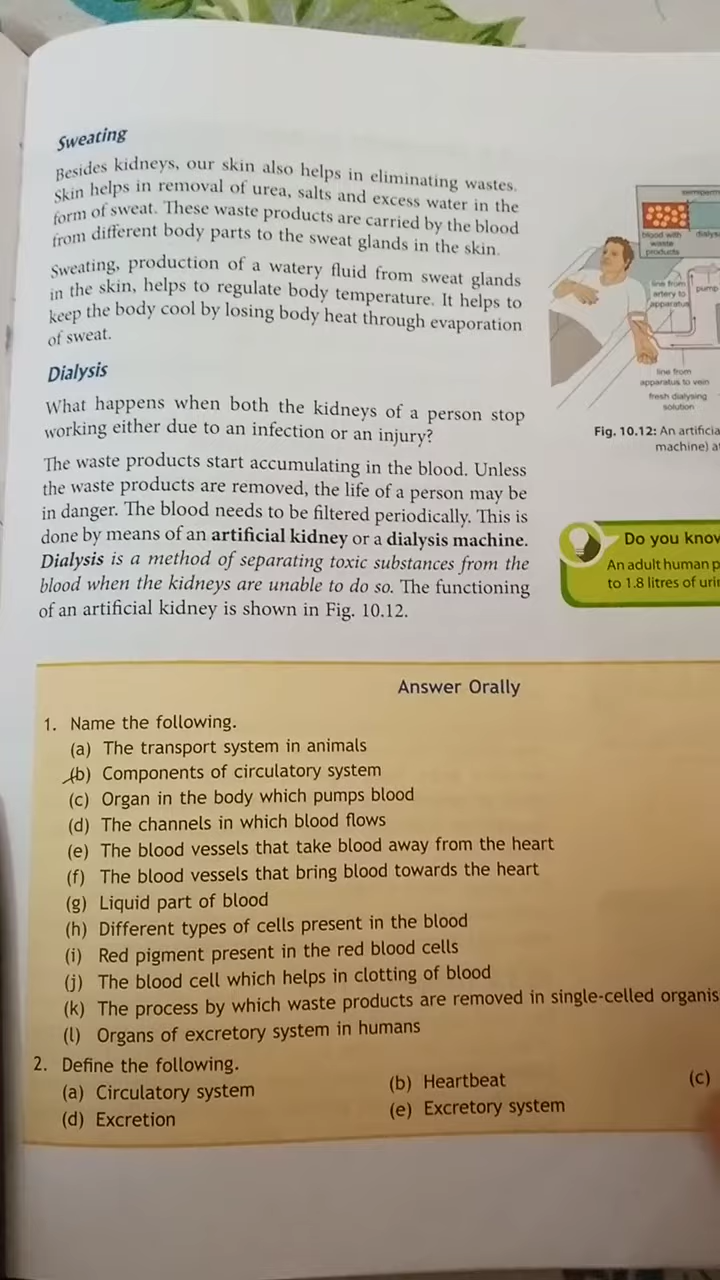 Sweating
Besides kidneys, our skin also helps in eliminating wastes.
Skin helps in removal of urea, salts and excess water in the
form of sweat. These waste products are carried by the blood
from different body parts to the sweat glands in the skin.
Sweating, production of a watery fluid from sweat glands
in the skin, helps to regulate body temperature. It helps to
keep the body cool by losing body heat through evaporation
of sweat.
Dialysis
What happens when both the kidneys of a person stop
working either due to an infection or an injury?
The waste products start accumulating in the blood. Unless
the waste products are removed, the life of a person may be
in danger. The blood needs to be filtered periodically. This is
done by means of an artificial kidney or a dialysis machine.
Dialysis is a method of separating toxic substances from the
blood when the kidneys are unable to do so. The functioning
of an artificial kidney is shown in Fig. 10.12.
blood with
waste
products
line from
artery to
apparatus
pump
line from
apparatus to vein
fresh dialysing
solution
Fig. 10.12: An
machine)
Do you
An adult human
to 1.8 litres of
Answer Orally
1. Name the following.
(a) The transport system in animals
(b) Components of circulatory system
(c) Organ in the body which pumps blood
(d) The channels in which blood flows
(e) The blood vessels that take blood away from the heart
(f) The blood vessels that bring blood towards the heart
(g) Liquid part of blood
(h) Different types of cells present in the blood
(i) Red pigment present in the red blood cells
(j) The blood cell which helps in clotting of blood
(k) The process by which waste products are removed in single-celled
(l) Organs of excretory system in humans
2. Define the following.
(a) Circulatory system (b) Heartbeat (c)
(d) Excretion (e) Excretory system